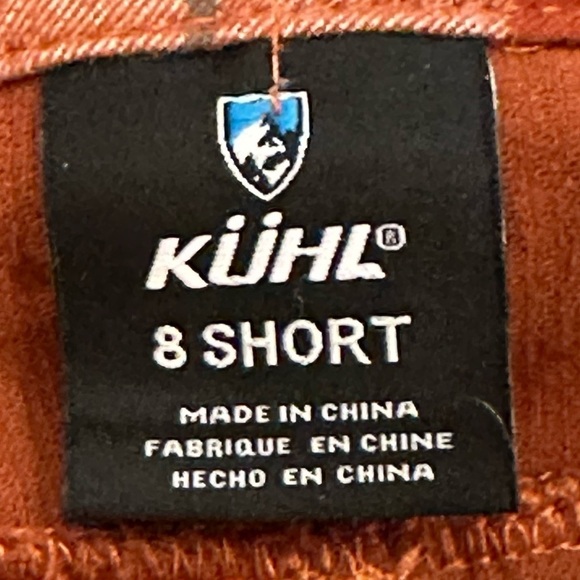 KÜHL®
8 SHORT
MADE IN CHINA
FABRIQUE EN CHINE
HECHO EN CHINA